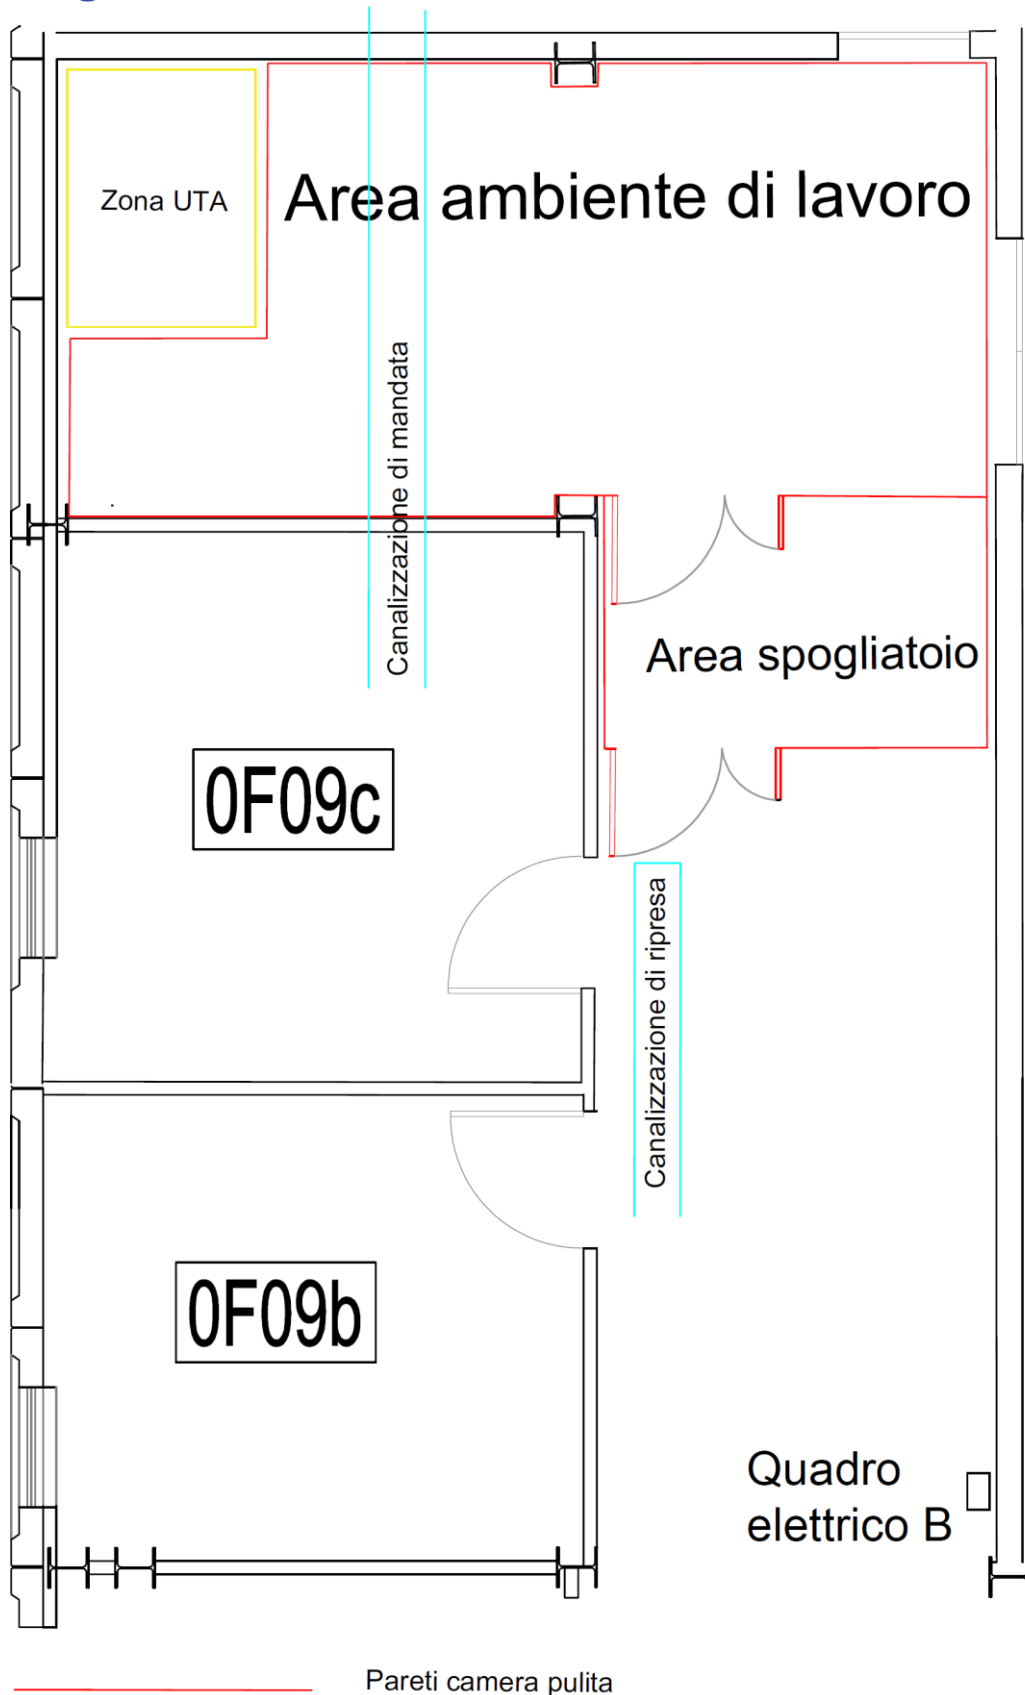 Zona UTA
Area ambiente di lavoro
Canalizzazione di mandata
Area spogliatoio
0F09c
Canalizzazione di ripresa
0F09b
Quadro
elettrico B
Pareti camera pulita